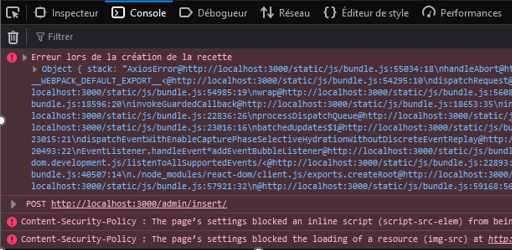 Inspecteur Console Débogueur Réseau Éditeur de style Performances
Filtrer
Erreur lors de la création de la recette
Object { stack: "AxiosError@http://localhost:3000/static/js/bundle.js:55034:18\nhandleAbort@
__WEBPACK_DEFAULT_EXPORT__<@http://localhost:3000/static/js/bundle.js:54295:10\ndispatchRequest@
localhost:3000/static/js/bundle.js:54985:19\nwrap@http://localhost:3000/static/js/bundle.js:5608
bundle.js:18596:20\ninvokeGuardedCallback@http://localhost:3000/static/js/bundle.js:18653:35\nin
localhost:3000/static/js/bundle.js:22836:26\nprocessDispatchQueue@http://localhost:3000/static/j
localhost:3000/static/js/bundle.js:23016:16\nbatchedUpdates$1@http://localhost:3000/static/js/bu
23015:21\ndispatchEventWithEnableCapturePhaseSelectiveHydrationWithoutDiscreteEventReplay@http:/
20493:22\nEventListener.handleEvent*addEventBubbleListener@http://localhost:3000/static/js/bundl
dom.development.js/listenToAllSupportedEvents/<@http://localhost:3000/static/js/bundle.js:22893:
bundle.js:40507:14\n./node_modules/react-dom/client.js/exports.createRoot@http://localhost:3000/
static/js/bundle.js:57921:32\n@http://localhost:3000/static/js/bundle.js:59168:56
POST http://localhost:3000/admin/insert/
Content-Security-Policy : The page's settings blocked an inline script (script-src-elem) from bein
Content-Security-Policy : The page's settings blocked the loading of a resource (img-src) at http: